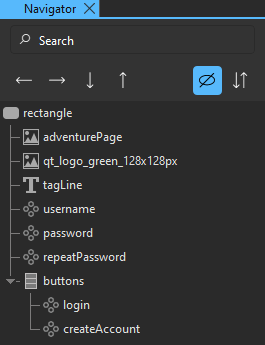 Navigator
Search
rectangle
adventurePage
qt_logo_green_128x128px
tagLine
username
password
repeatPassword
buttons
login
createAccount